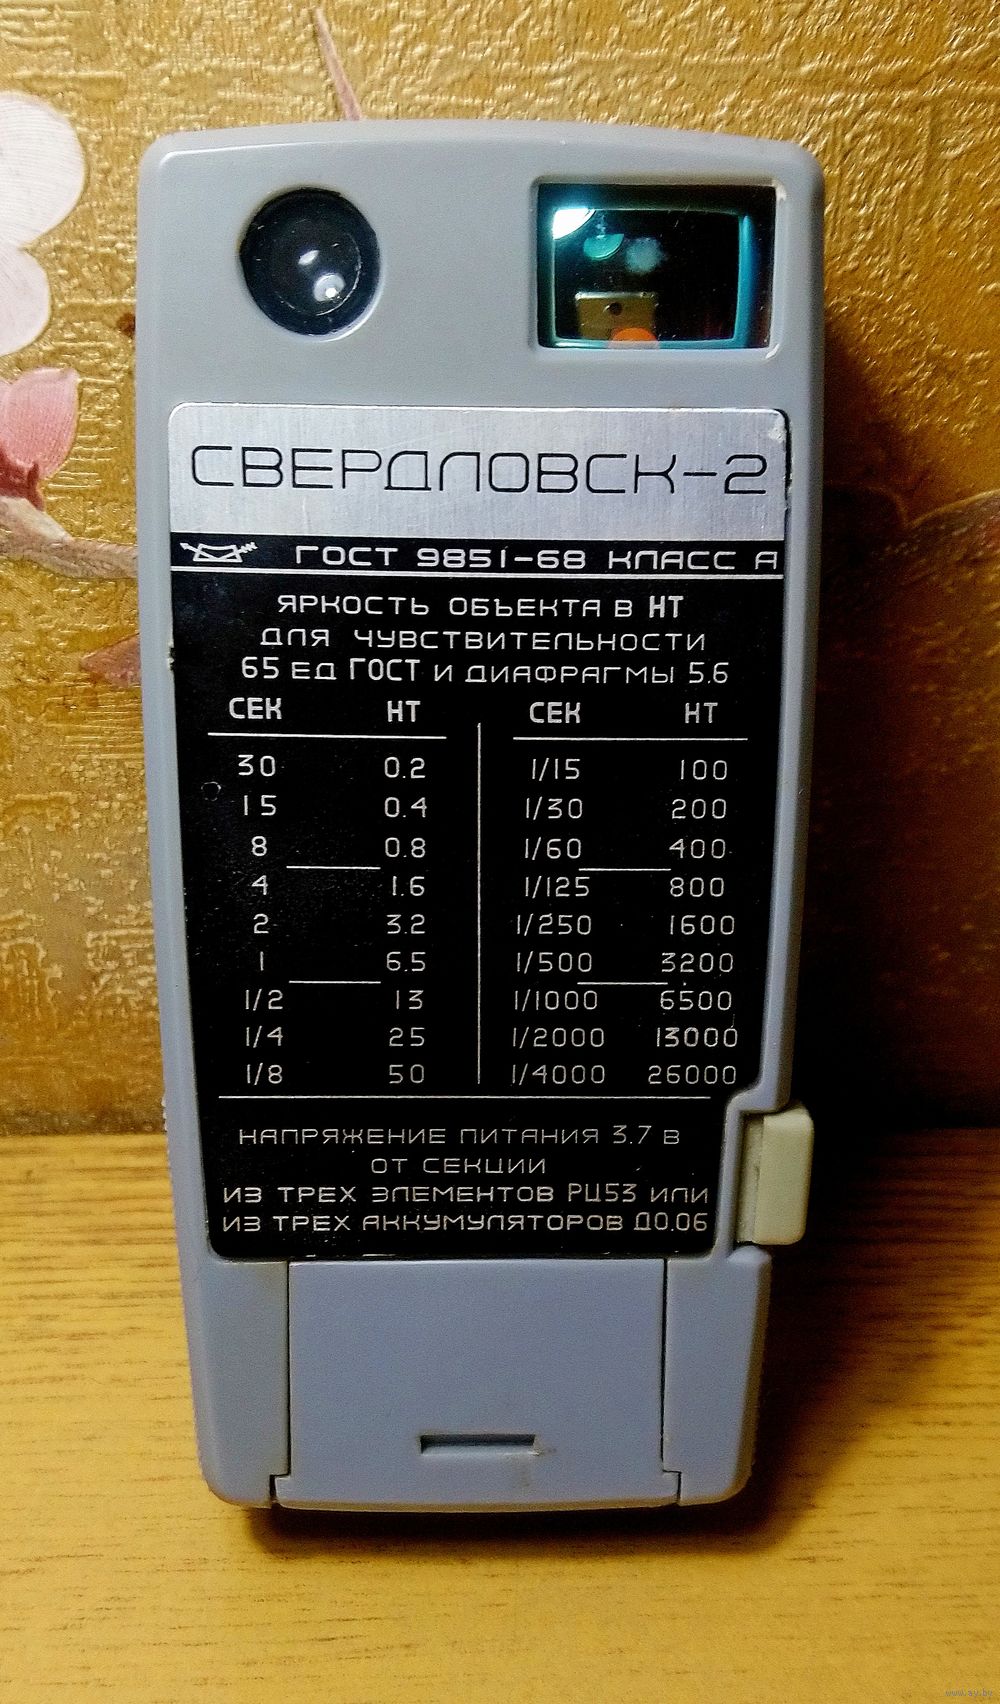 СВЕРДЛОВСК-2
ГОСТ 9851-68 КЛАСС А
ЯРКОСТЬ ОБЪЕКТА В НТ
ДЛЯ ЧУВСТВИТЕЛЬНОСТИ
65 ЕД ГОСТ И ДИАФРАГМЫ 5.6
СЕК НТ СЕК НТ
30 0.2 1/15 100
15 0.4 1/30 200
8 0.8 1/60 400
4 1.6 1/125 800
2 3.2 1/250 1600
1 6.5 1/500 3200
1/2 13 1/1000 6500
1/4 25 1/2000 13000
1/8 50 1/4000 26000
НАПРЯЖЕНИЕ ПИТАНИЯ 3.7 В
ОТ СЕКЦИИ
ИЗ ТРЕХ ЭЛЕМЕНТОВ РЦ53 ИЛИ
ИЗ ТРЕХ АККУМУЛЯТОРОВ Д0.06
www.ay.by